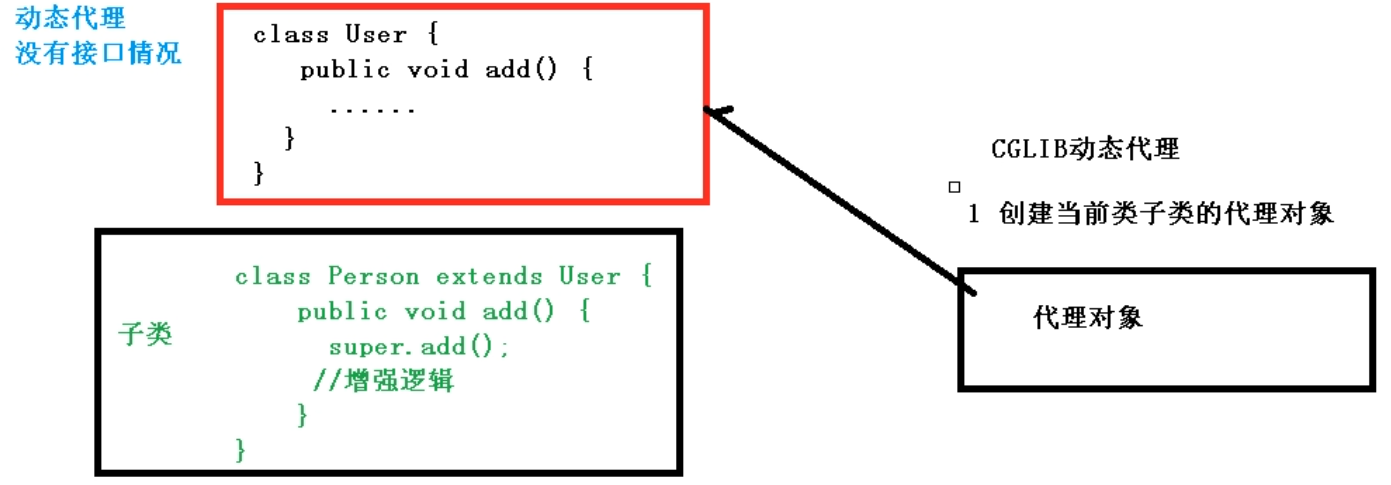 动态代理
没有接口情况
class User {
public void add() {
......
}
}
CGLIB动态代理
1 创建当前类子类的代理对象
子类
class Person extends User {
public void add() {
super.add();
//增强逻辑
}
}
代理对象